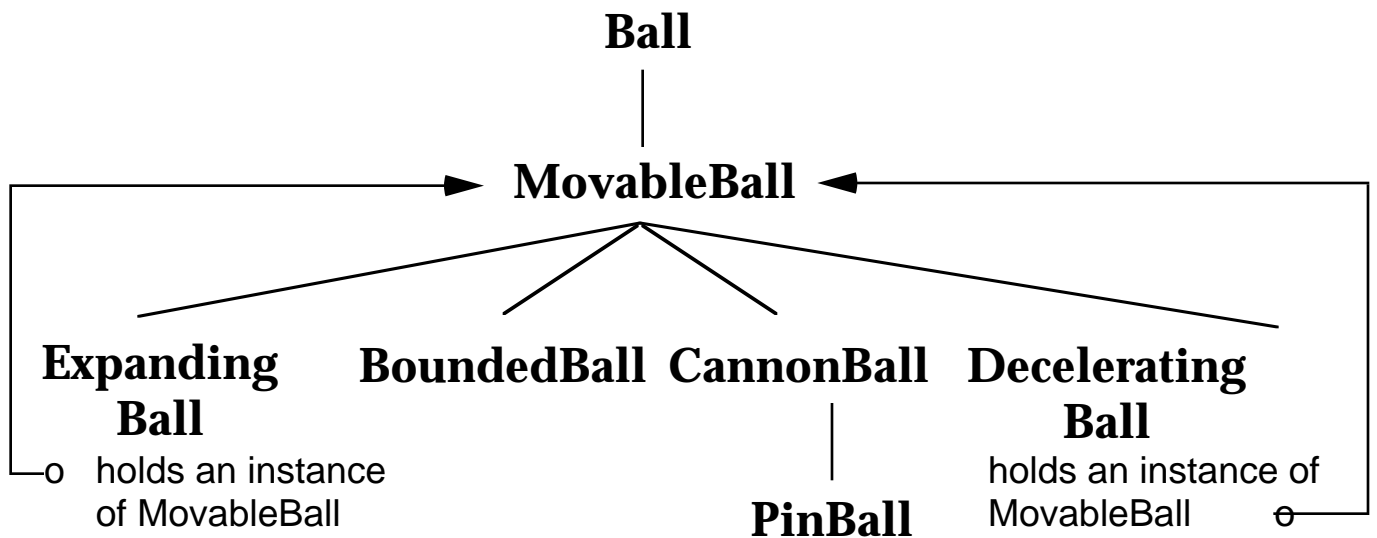 Ball
MovableBall
Expanding
Ball
BoundedBall
CannonBall
Decelerating
Ball
o holds an instance
of MovableBall
PinBall
holds an instance of
MovableBall o